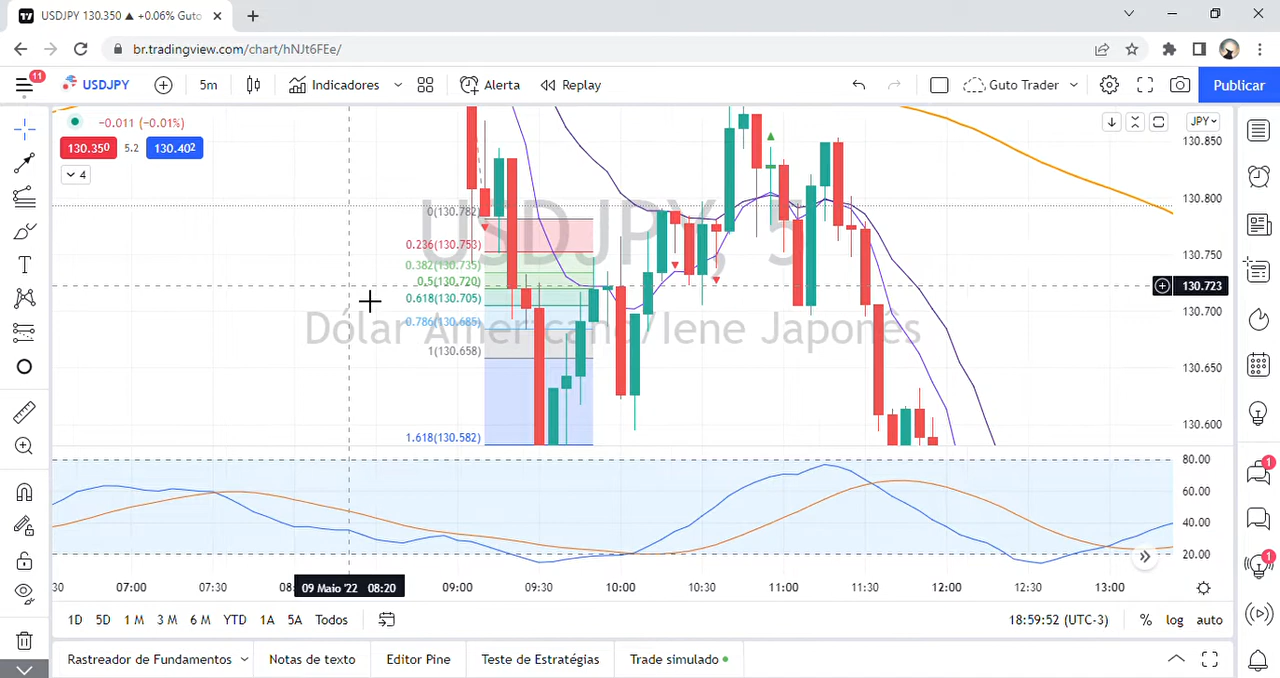 USDJPY 130.350 ▲ +0.06% Guto
br.tradingview.com/chart/hNJt6FEe/
11
USDJPY
5m
Indicadores
Alerta
Replay
Guto Trader
Publicar
−0.011 (−0.01%)
JPY
130.350 5.2 130.402
4
USDJPY, 5
Dólar Americano/Iene Japonês
0(130.782)
0.236(130.753)
0.382(130.735)
0.5(130.720)
0.618(130.705)
0.786(130.685)
1(130.658)
1.618(130.582)
130.850
130.800
130.750
130.723
130.700
130.650
130.600
80.00
60.00
40.00
20.00
1
1
:30 07:00 07:30 08: 09 Maio '22 08:20 09:00 09:30 10:00 10:30 11:00 11:30 12:00 12:30 13:00
1D 5D 1 M 3 M 6 M YTD 1A 5A Todos 18:59:52 (UTC-3) % log auto
Rastreador de Fundamentos Notas de texto Editor Pine Teste de Estratégias Trade simulado